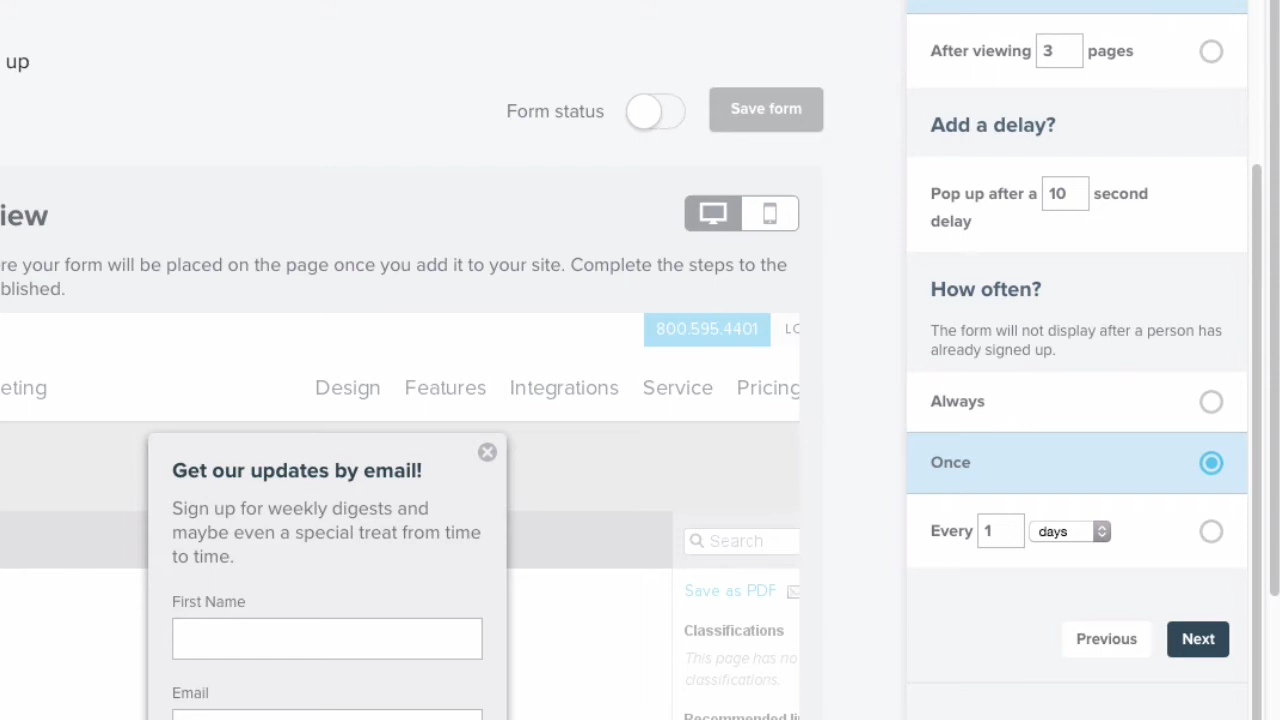 up
Form status
Save form
iew
re your form will be placed on the page once you add it to your site. Complete the steps to the
blished.
800.595.4401 LO
eting Design Features Integrations Service Pricing
Get our updates by email!
Sign up for weekly digests and
maybe even a special treat from time
to time.
First Name
Email
Search
Save as PDF
Classifications
This page has no
classifications.
Recommended li
After viewing 3 pages
Add a delay?
Pop up after a 10 second
delay
How often?
The form will not display after a person has
already signed up.
Always
Once
Every 1 days
Previous Next